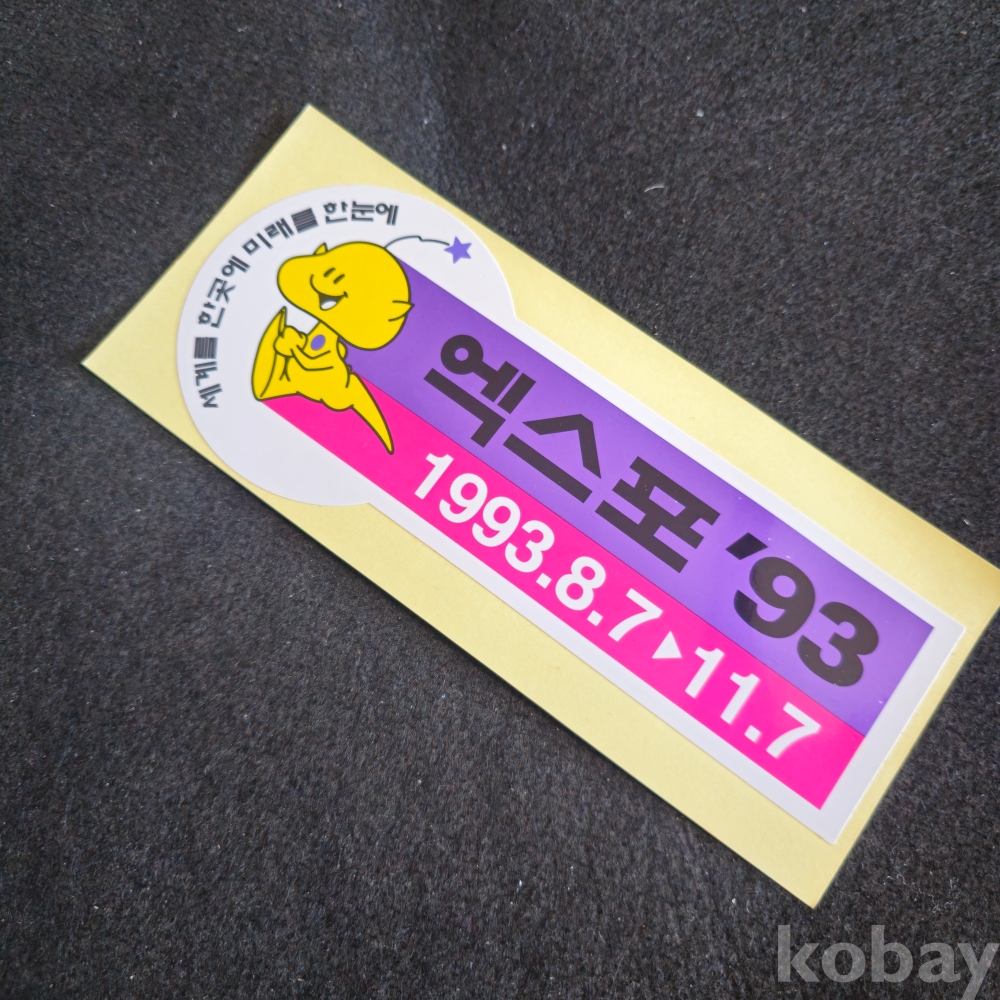 세계를 한곳에 미래를 한눈에
엑스포 '93
1993.8.7▶11.7
kobay